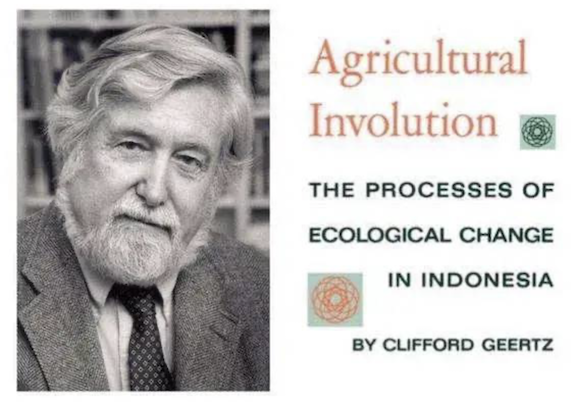 Agricultural
Involution
THE PROCESSES OF
ECOLOGICAL CHANGE
IN INDONESIA
BY CLIFFORD GEERTZ